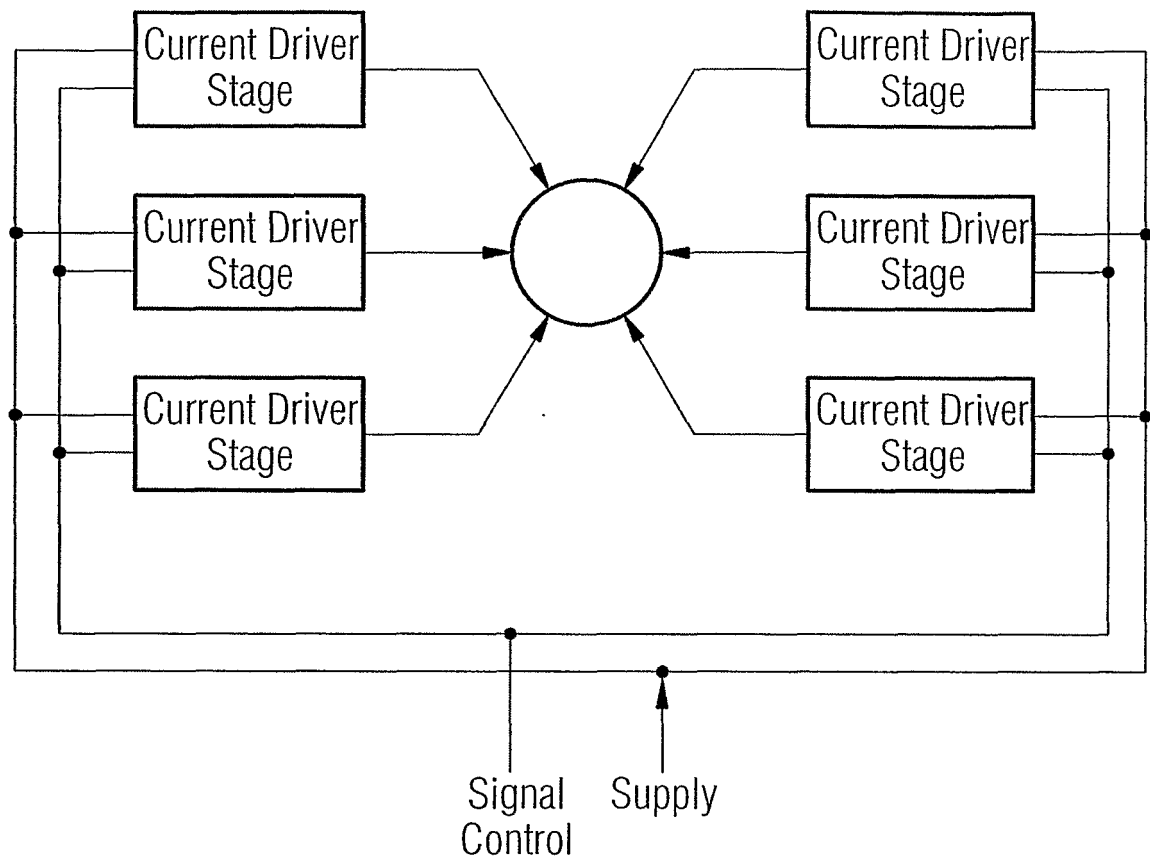 Current Driver
Stage
Current Driver
Stage
Current Driver
Stage
Current Driver
Stage
Current Driver
Stage
Current Driver
Stage
Signal
Control
Supply